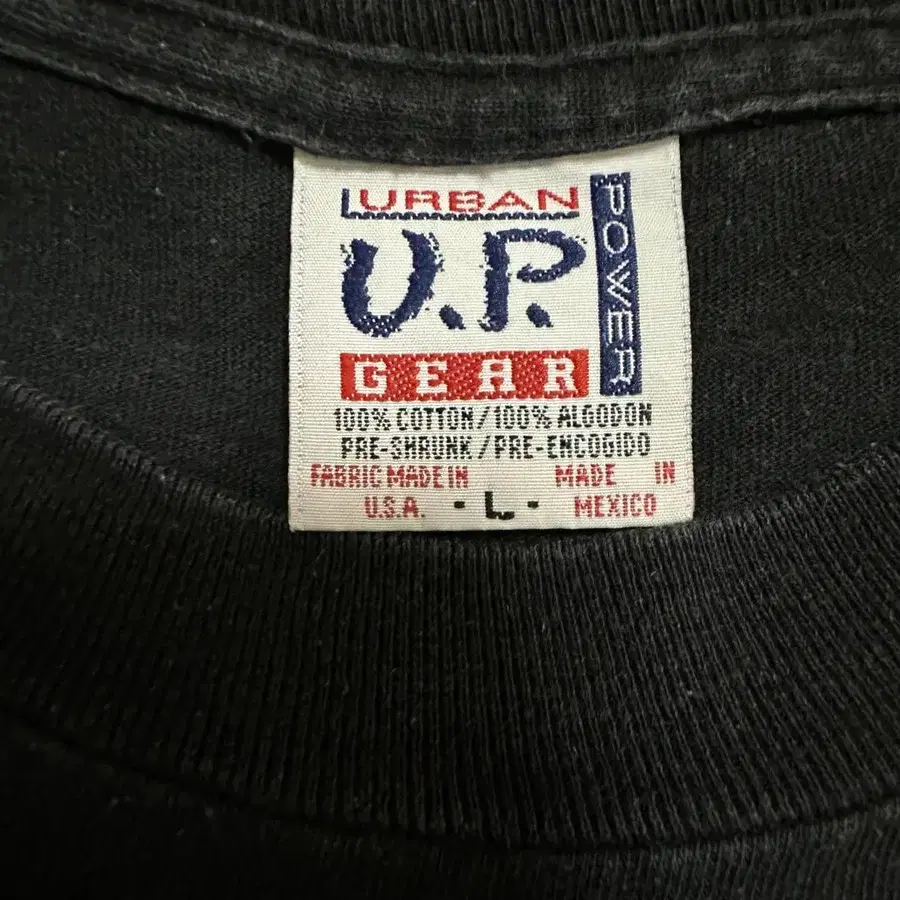 URBAN
POWER
U.P.
GEAR
100% COTTON/100% ALGODON
PRE-SHRUNK/PRE-ENCOGIDO
FABRIC MADE IN MADE IN
U.S.A. - L - MEXICO